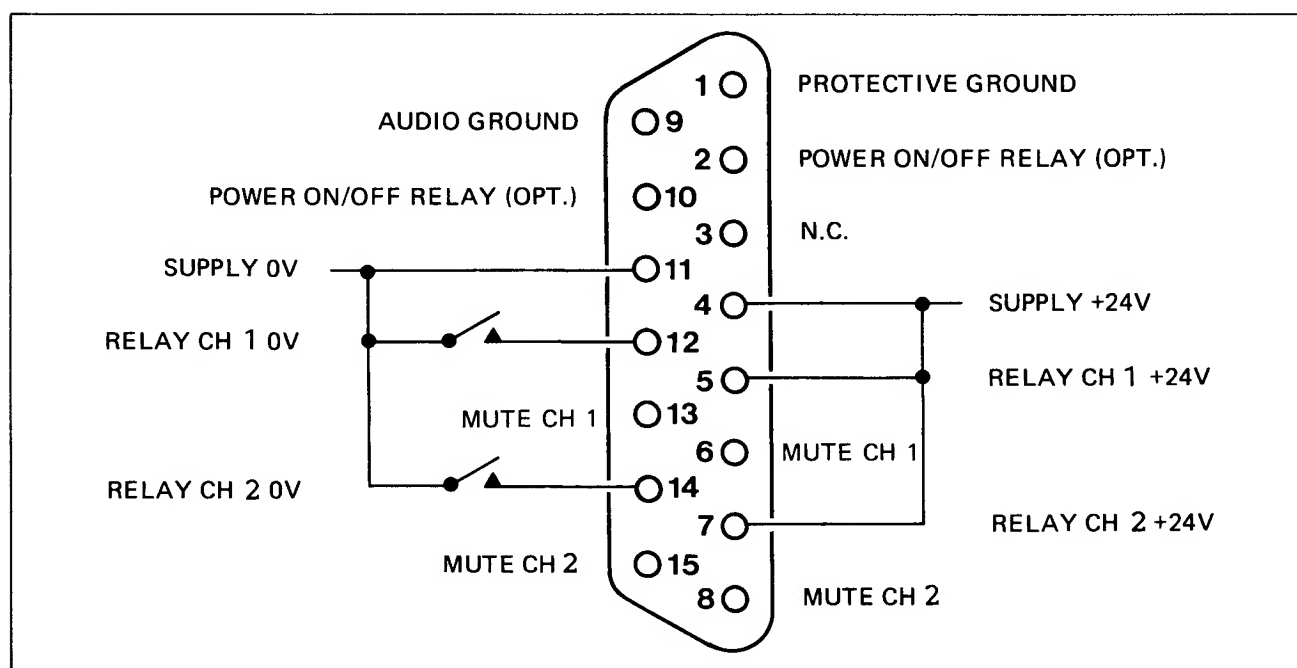 1 PROTECTIVE GROUND
AUDIO GROUND 9
2 POWER ON/OFF RELAY (OPT.)
POWER ON/OFF RELAY (OPT.) 10
3 N.C.
SUPPLY 0V 11
4 SUPPLY +24V
RELAY CH 1 0V 12
5 RELAY CH 1 +24V
MUTE CH 1 13
6 MUTE CH 1
RELAY CH 2 0V 14
7 RELAY CH 2 +24V
MUTE CH 2 15
8 MUTE CH 2